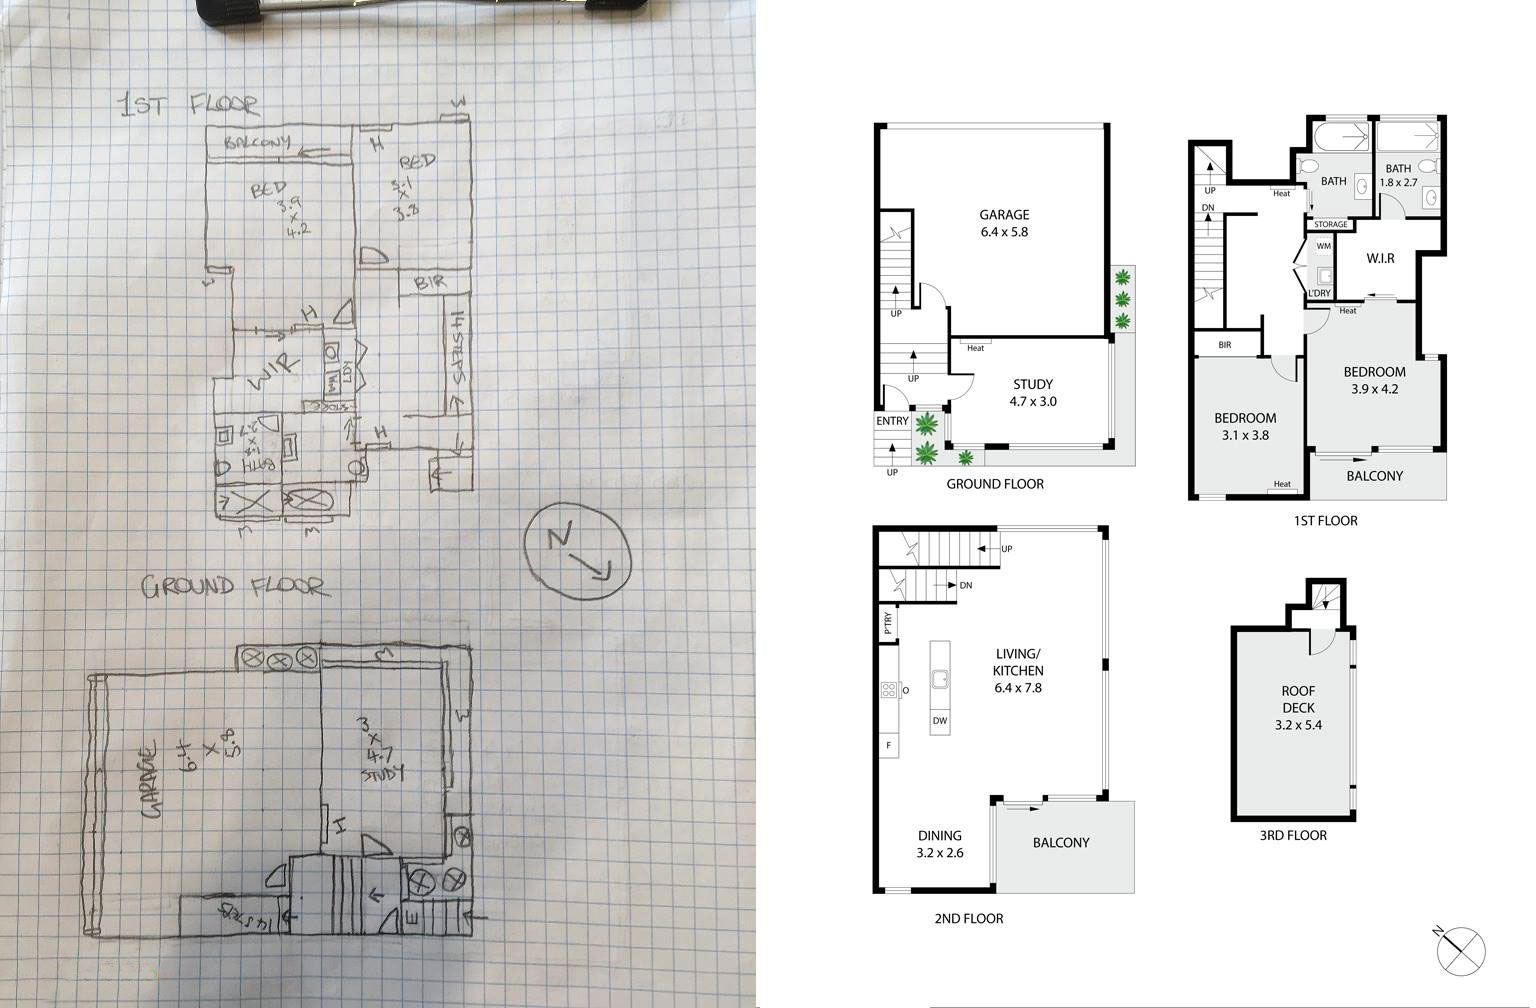 1ST FLOOR
BALCONY
H
BED
3.1
x
3.8
BED
3.9
x
4.2
BIR
H
14 STEPS
WIR
LDY
WM
STORE
BATH
1.8
x
2.7
H
N
GROUND FLOOR
GARAGE
6.4
x
5.8
3
x
4.7
STUDY
H
14 STEPS
E
GARAGE
6.4 x 5.8
UP
Heat
UP
STUDY
4.7 x 3.0
ENTRY
UP
GROUND FLOOR
UP
DN
Heat
BATH
BATH
1.8 x 2.7
STORAGE
WM
L'DRY
W.I.R
Heat
BIR
BEDROOM
3.9 x 4.2
BEDROOM
3.1 x 3.8
Heat
BALCONY
1ST FLOOR
UP
DN
P'TRY
LIVING/
KITCHEN
6.4 x 7.8
O
DW
F
DINING
3.2 x 2.6
BALCONY
2ND FLOOR
ROOF
DECK
3.2 x 5.4
3RD FLOOR
N